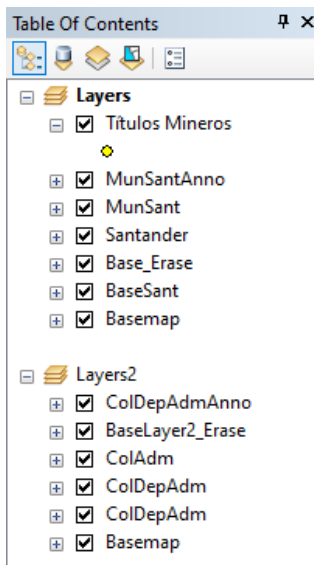 Table Of Contents
Layers
Títulos Mineros
MunSantAnno
MunSant
Santander
Base_Erase
BaseSant
Basemap
Layers2
ColDepAdmAnno
BaseLayer2_Erase
ColAdm
ColDepAdm
ColDepAdm
Basemap